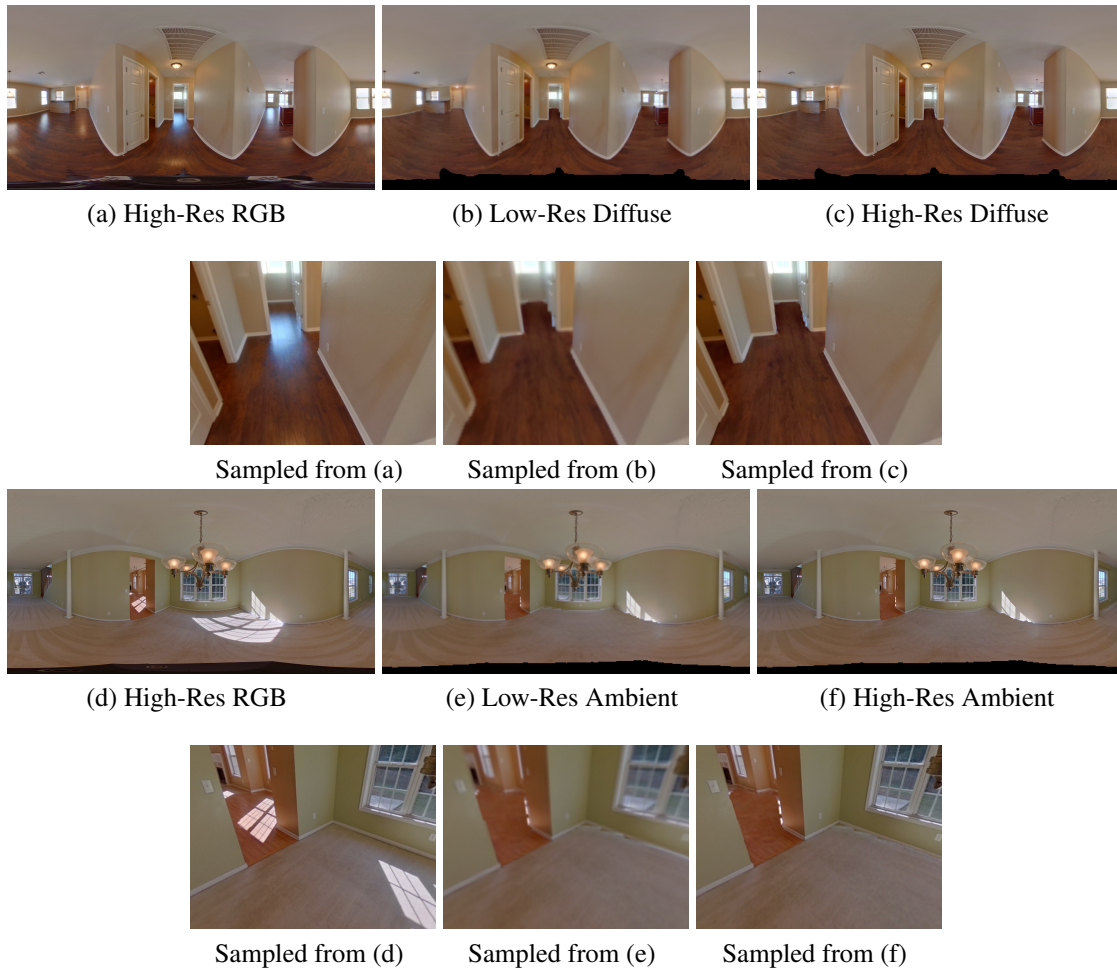 (a) High-Res RGB
(b) Low-Res Diffuse
(c) High-Res Diffuse
Sampled from (a)
Sampled from (b)
Sampled from (c)
(d) High-Res RGB
(e) Low-Res Ambient
(f) High-Res Ambient
Sampled from (d)
Sampled from (e)
Sampled from (f)